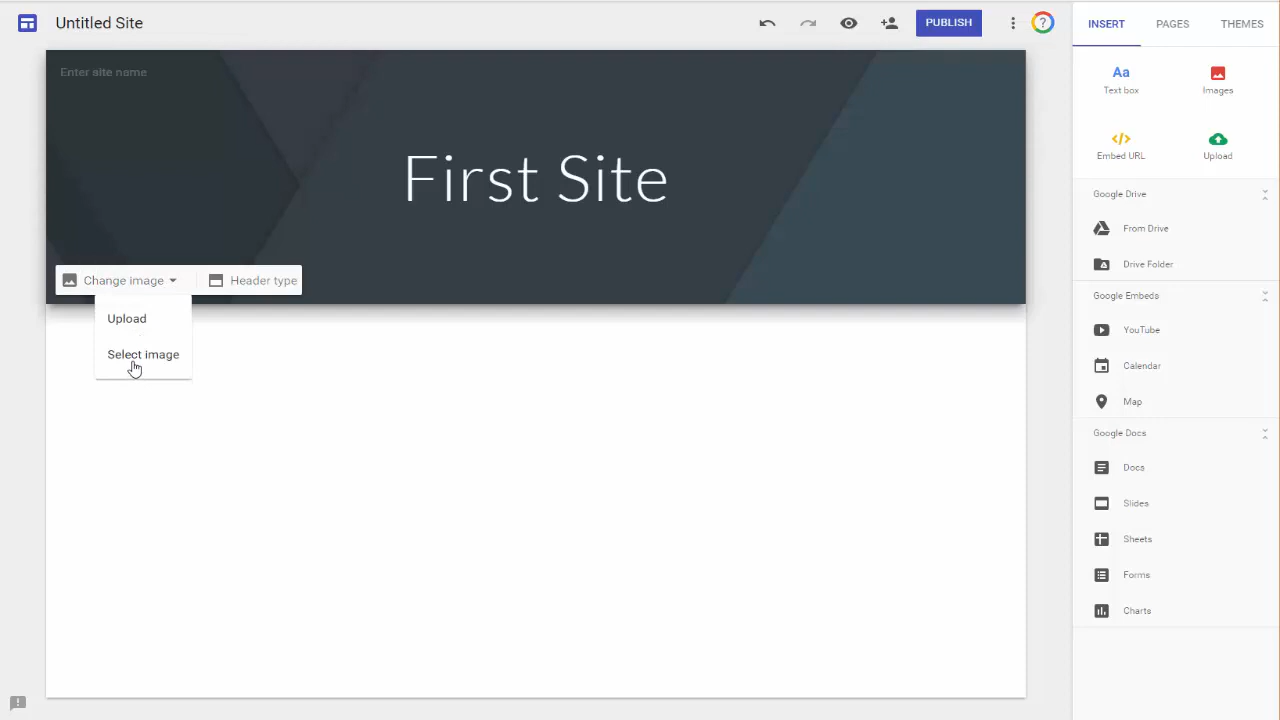 Untitled Site
PUBLISH
?
INSERT
PAGES
THEMES
Enter site name
First Site
Change image
Header type
Upload
Select image
Aa
Text box
Images
Embed URL
Upload
Google Drive
From Drive
Drive Folder
Google Embeds
YouTube
Calendar
Map
Google Docs
Docs
Slides
Sheets
Forms
Charts